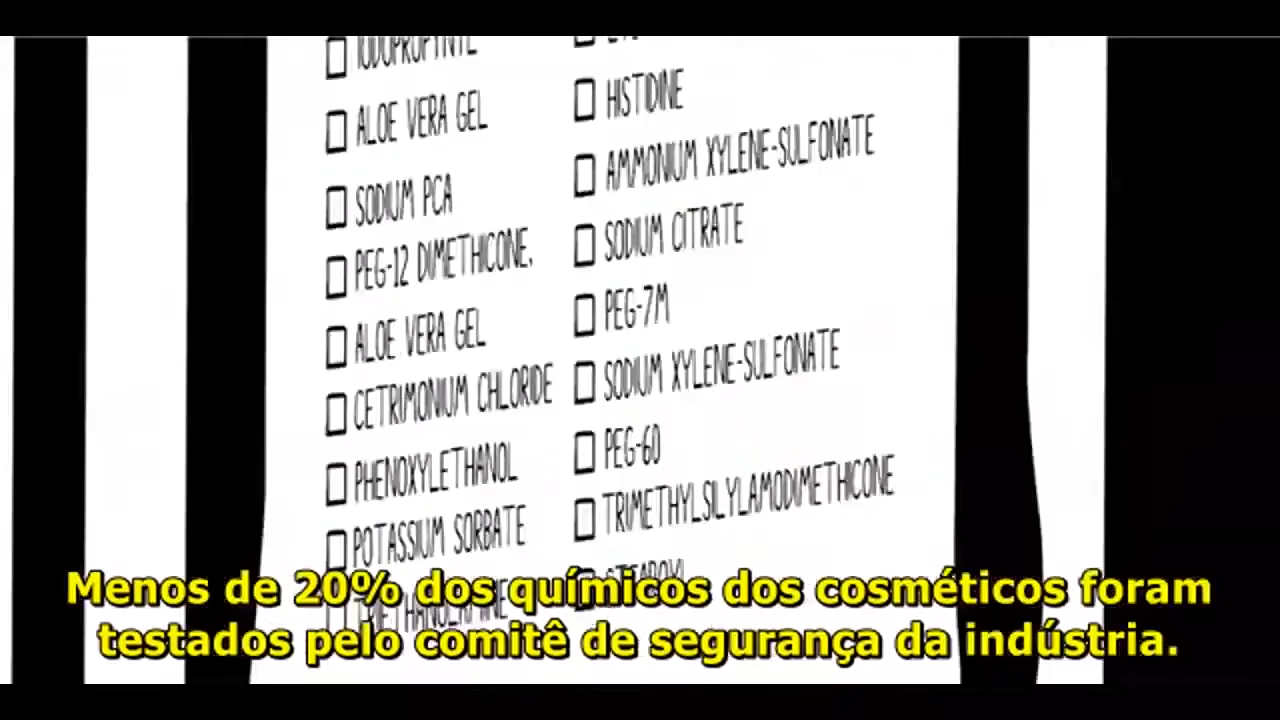 ALOE VERA GEL
SODIUM PCA
PEG-12 DIMETHICONE.
ALOE VERA GEL
CETRIMONIUM CHLORIDE
PHENOXYLETHANOL
POTASSIUM SORBATE
HISTIDINE
AMMONIUM XYLENE-SULFONATE
SODIUM CITRATE
PEG-7M
SODIUM XYLENE-SULFONATE
PEG-60
TRIMETHYLSILYLAMODIMETHICONE
Menos de 20% dos químicos dos cosméticos foram
testados pelo comitê de segurança da indústria.